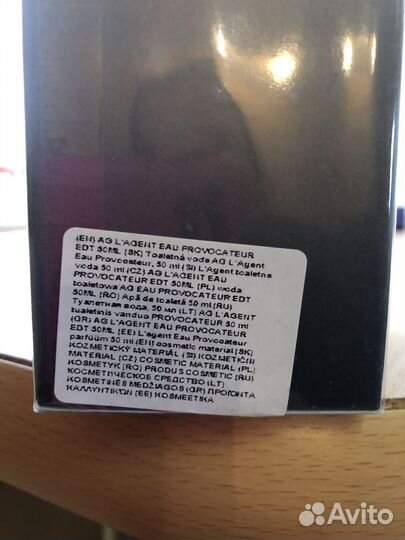 (EN) AG L'AGENT EAU PROVOCATEUR
EDT 50ML (SK) Toaletná voda AG L'Agent
Eau Provocateur, 50 ml (SI) L'Agent toaletna
voda 50 ml (CZ) AG L'AGENT EAU
PROVOCATEUR EDT 50ML (PL) woda
toaletowa AG EAU PROVOCATEUR EDT
50ML (RO) Apă de toaletă 50 ml (RU)
Туалетная вода, 50 мл (LT) AG L'AGENT
tualetinis vanduo PROVOCATEUR 50 ml
(GR) AG L'AGENT EAU PROVOCATEUR
EDT 50ML (EE) L'agent Eau Provocateur
parfüüm 50 ml (EN) cosmetic material (SK)
KOZMETICKÝ MATERIÁL (SI) KOZMETIČNI
MATERIAL (CZ) COSMETIC MATERIAL (PL)
KOSMETYK (RO) PRODUS COSMETIC (RU)
КОСМЕТИЧЕСКОЕ СРЕДСТВО (LT)
KOSMETINĖS MEDŽIAGOS (GR) ΠΡΟΪΟΝΤΑ
ΚΑΛΛΥΝΤΙΚΩΝ (EE) KOSMEETIKA
Avito